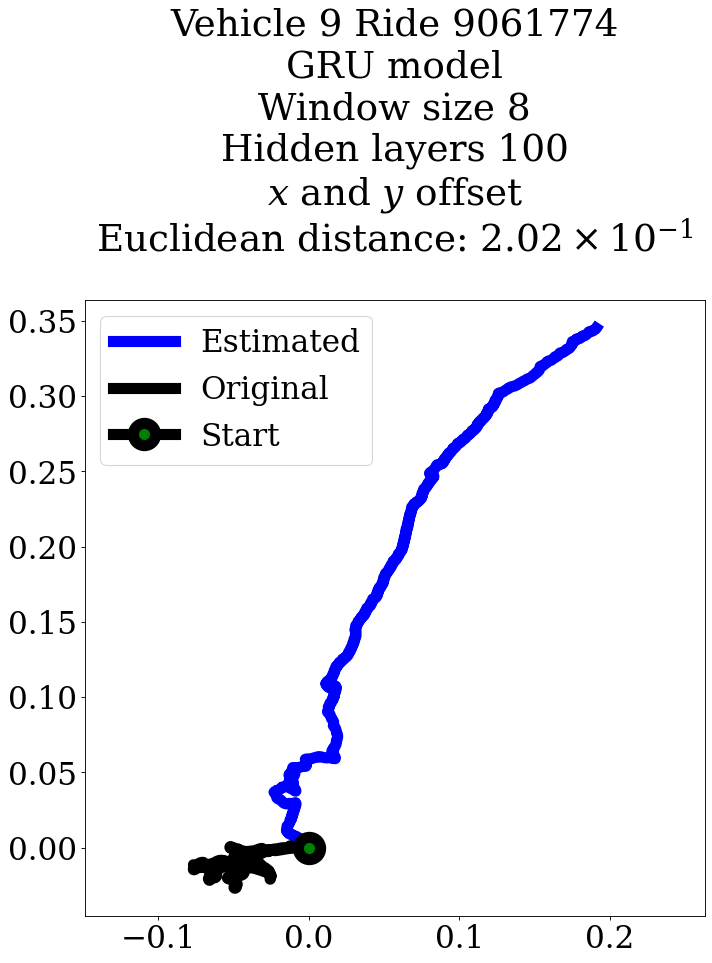 Vehicle 9 Ride 9061774
GRU model
Window size 8
Hidden layers 100
x and y offset
Euclidean distance: 2.02 × 10⁻¹
Estimated
Original
Start
0.35
0.30
0.25
0.20
0.15
0.10
0.05
0.00
−0.1 0.0 0.1 0.2